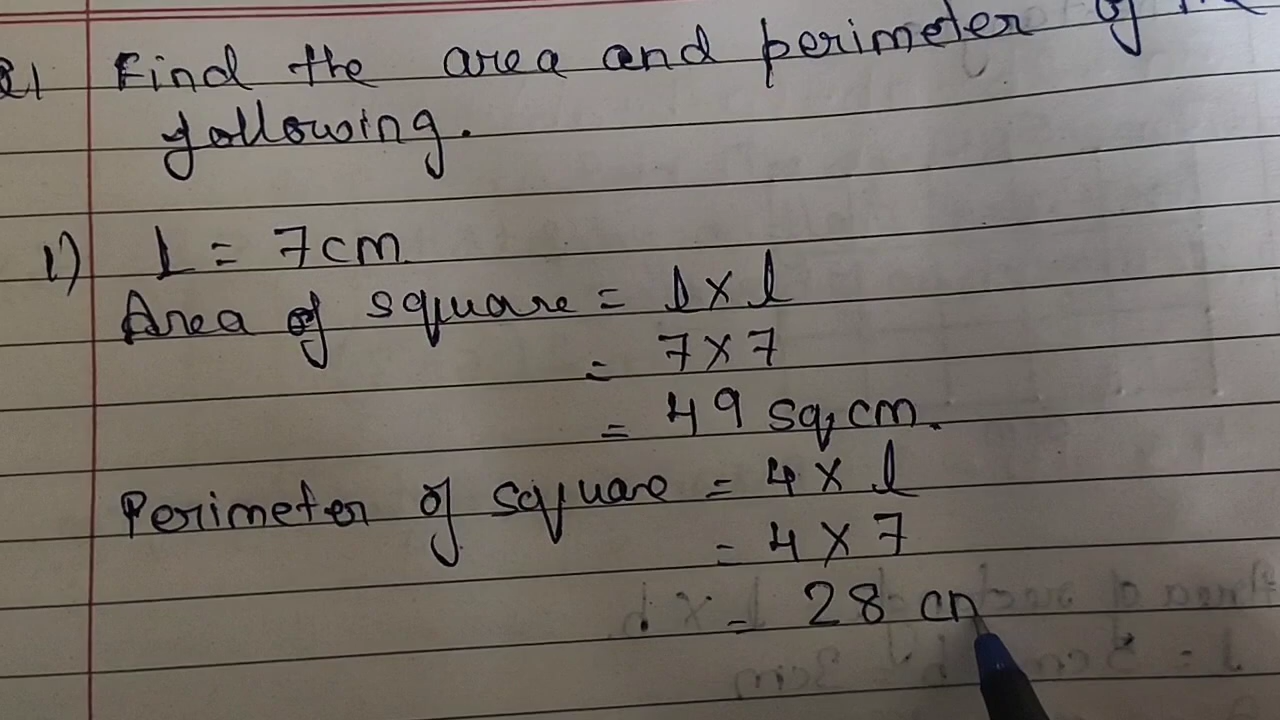 Q1 Find the area and perimeter of
following.
1) L = 7cm
Area of square = l x l
= 7 x 7
= 49 sq cm.
Perimeter of square = 4 x l
= 4 x 7
= 28 cm